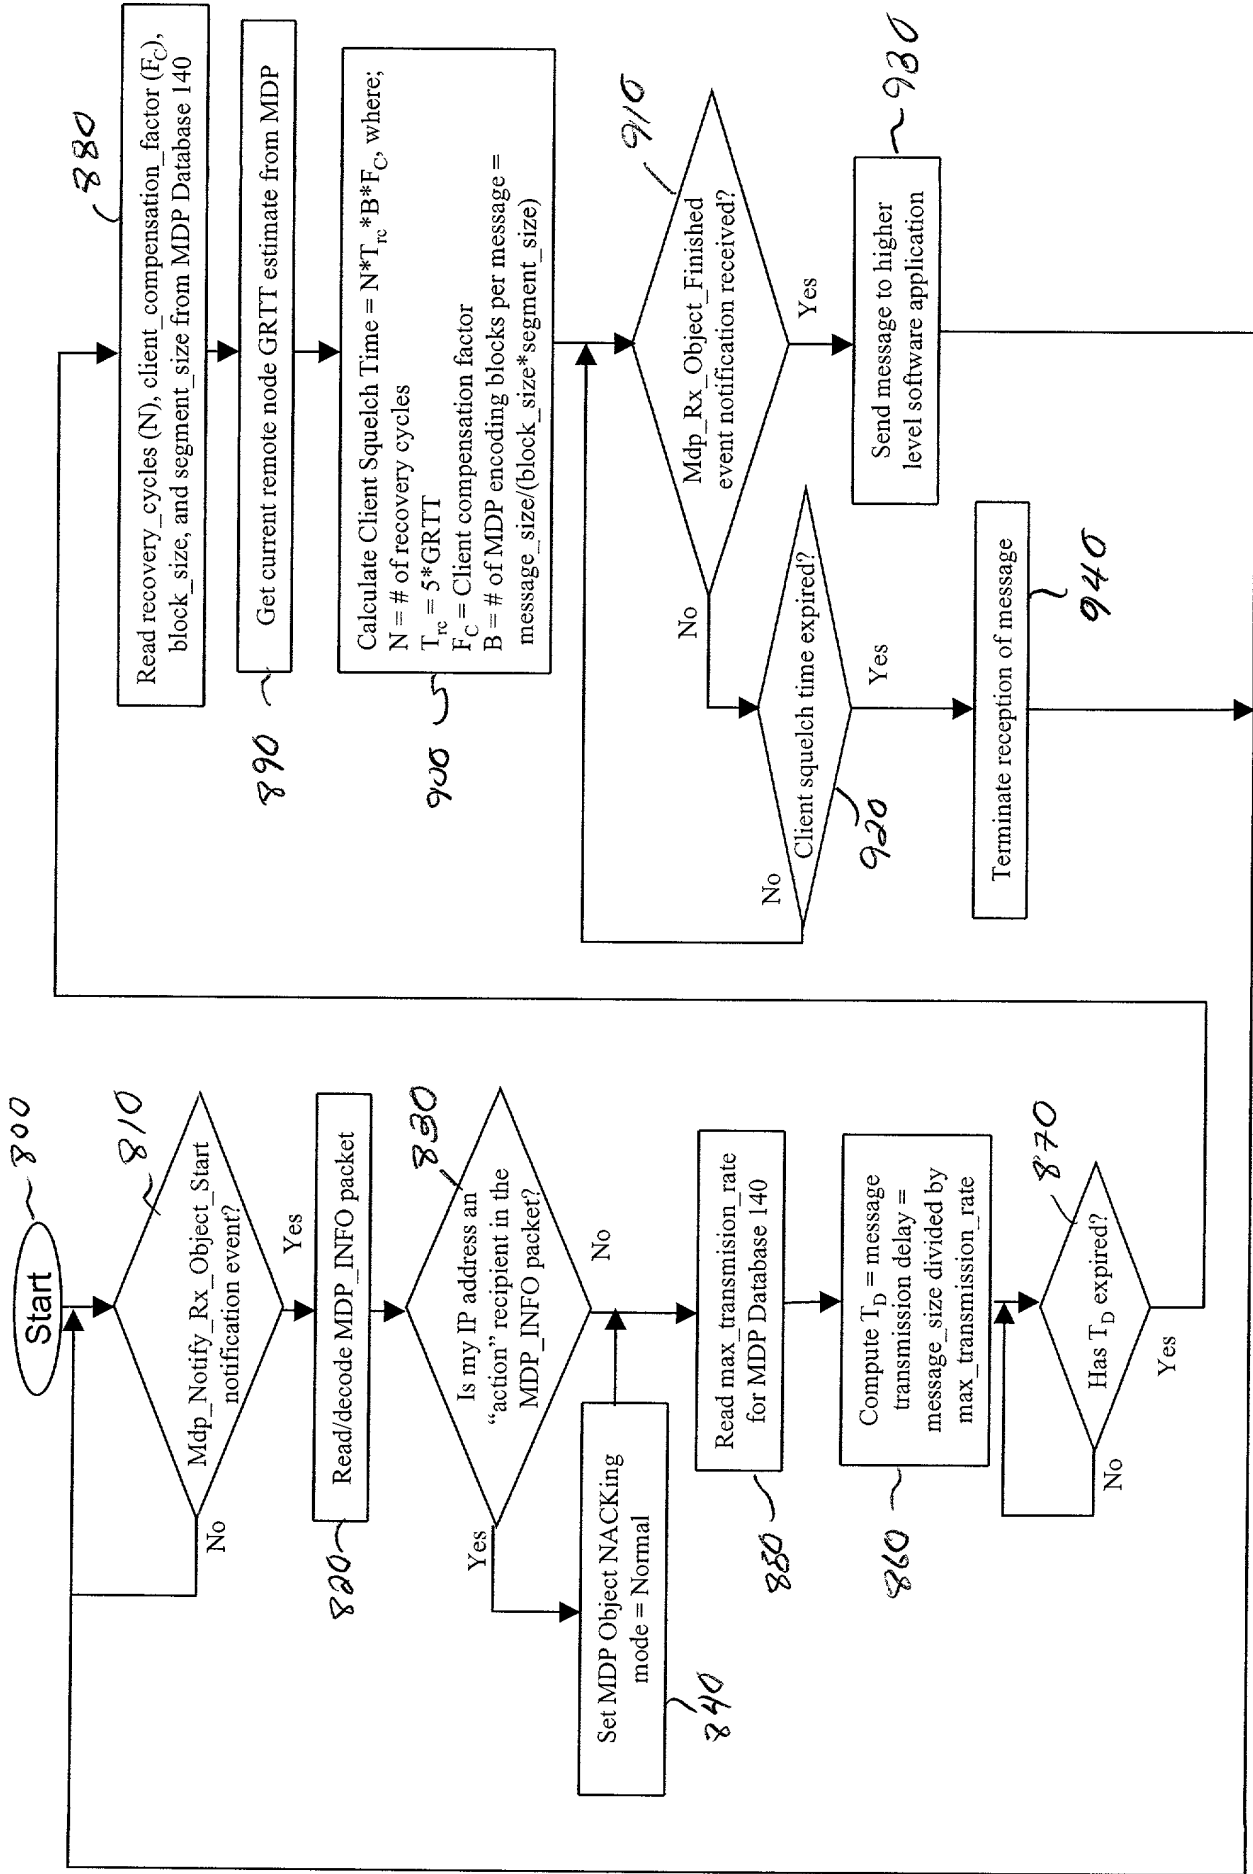 Start
800
Mdp_Notify_Rx_Object_Start
notification event?
810
No
Yes
Read/decode MDP_INFO packet
820
Is my IP address an
“action” recipient in the
MDP_INFO packet?
830
Yes
No
Set MDP Object NACKing
mode = Normal
840
Read max_transmision_rate
for MDP Database 140
850
Compute T_D = message
transmission delay =
message_size divided by
max_transmission_rate
860
Has T_D expired?
870
No
Yes
880
Read recovery_cycles (N), client_compensation_factor (F_C),
block_size, and segment_size from MDP Database 140
Get current remote node GRTT estimate from MDP
890
Calculate Client Squelch Time = N*T_rc*B*F_C, where;
N = # of recovery cycles
T_rc = 5*GRTT
F_C = Client compensation factor
B = # of MDP encoding blocks per message =
message_size/(block_size*segment_size)
900
Mdp_Rx_Object_Finished
event notification received?
910
No
Yes
Client squelch time expired?
920
No
Yes
Send message to higher
level software application
930
Terminate reception of message
940